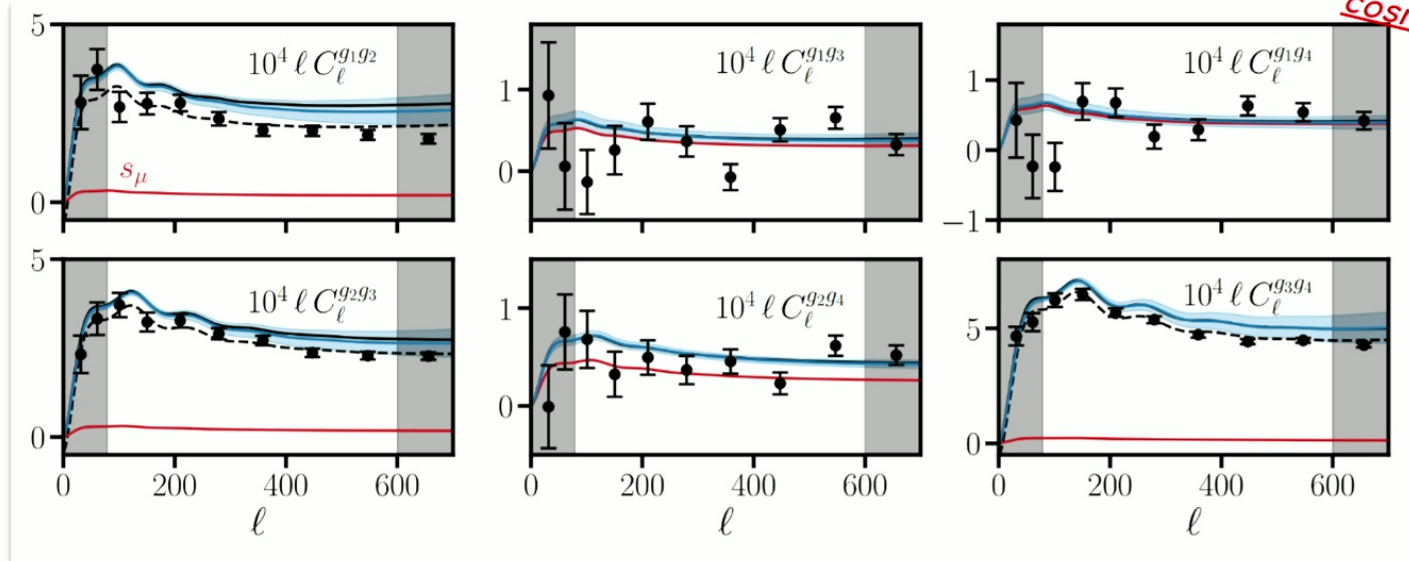 COSM
5
0
10⁴ ℓ C_ℓ^{g₁g₂}
s_μ
1
0
10⁴ ℓ C_ℓ^{g₁g₃}
1
0
−1
10⁴ ℓ C_ℓ^{g₁g₄}
5
0
10⁴ ℓ C_ℓ^{g₂g₃}
0 200 400 600
ℓ
1
0
10⁴ ℓ C_ℓ^{g₂g₄}
0 200 400 600
ℓ
5
0
10⁴ ℓ C_ℓ^{g₃g₄}
0 200 400 600
ℓ